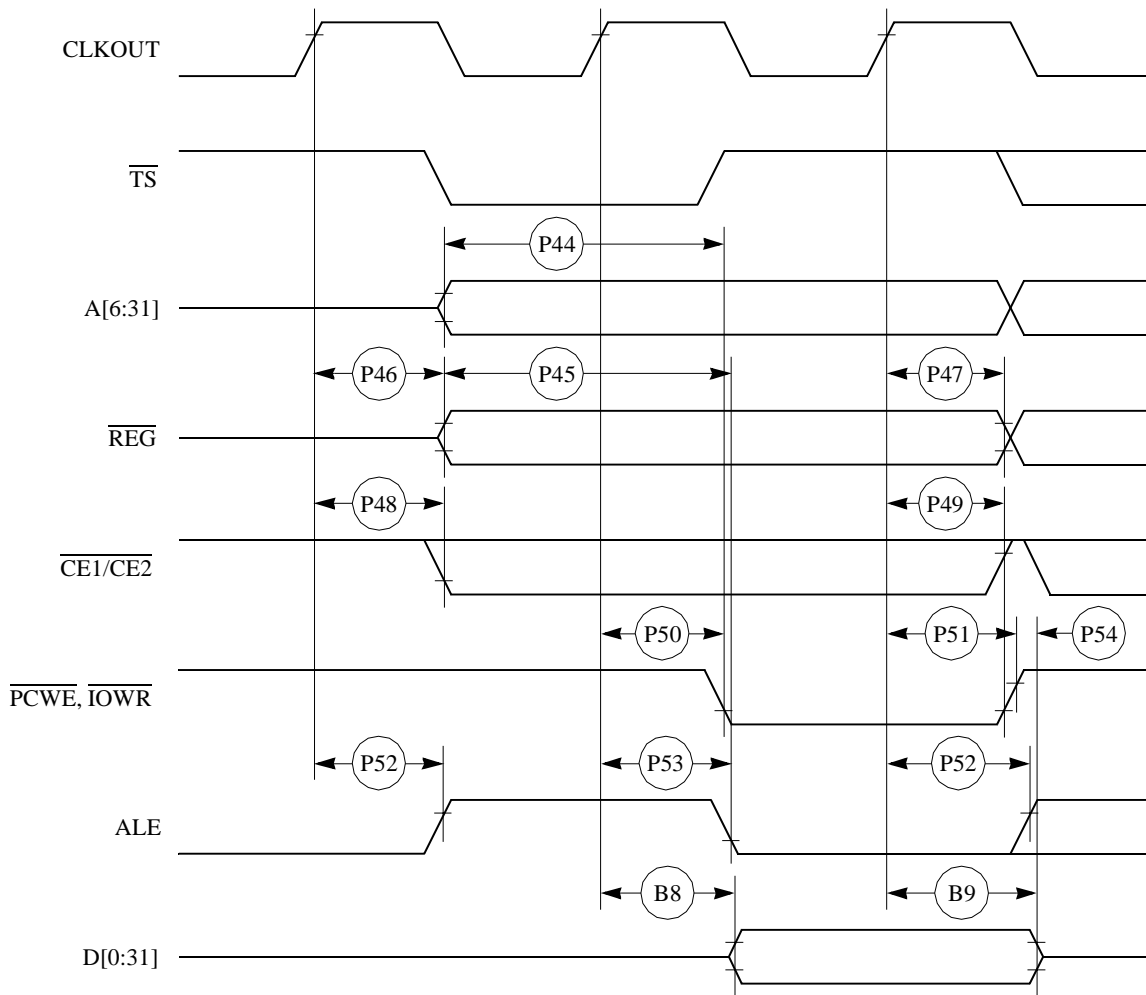 CLKOUT
TS
P44
A[6:31]
P46 P45 P47
REG
P48 P49
CE1/CE2
P50 P51 P54
PCWE, IOWR
P52 P53 P52
ALE
B8 B9
D[0:31]